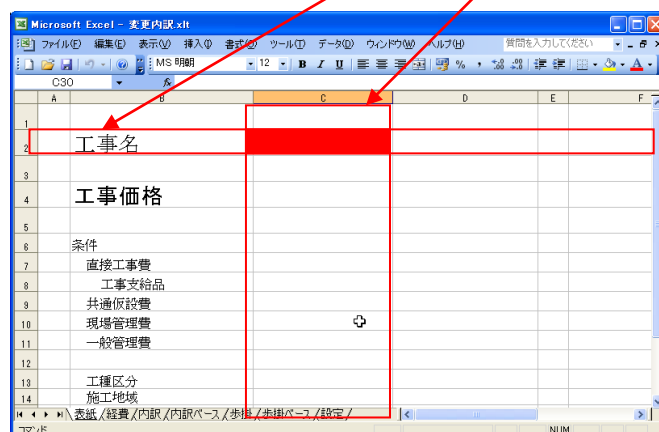 Microsoft Excel - 変更内訳.xlt
ファイル(F) 編集(E) 表示(V) 挿入(I) 書式(O) ツール(T) データ(D) ウィンドウ(W) ヘルプ(H) 質問を入力してください
MS 明朝 12 B I U %
C30 fx
A B C D E F
1
2 工事名
3
4 工事価格
5
6 条件
7 直接工事費
8 工事支給品
9 共通仮設費
10 現場管理費
11 一般管理費
12
13 工種区分
14 施工地域
表紙/経費/内訳/内訳ベース/歩掛/歩掛ベース/設定/
コマンド NUM